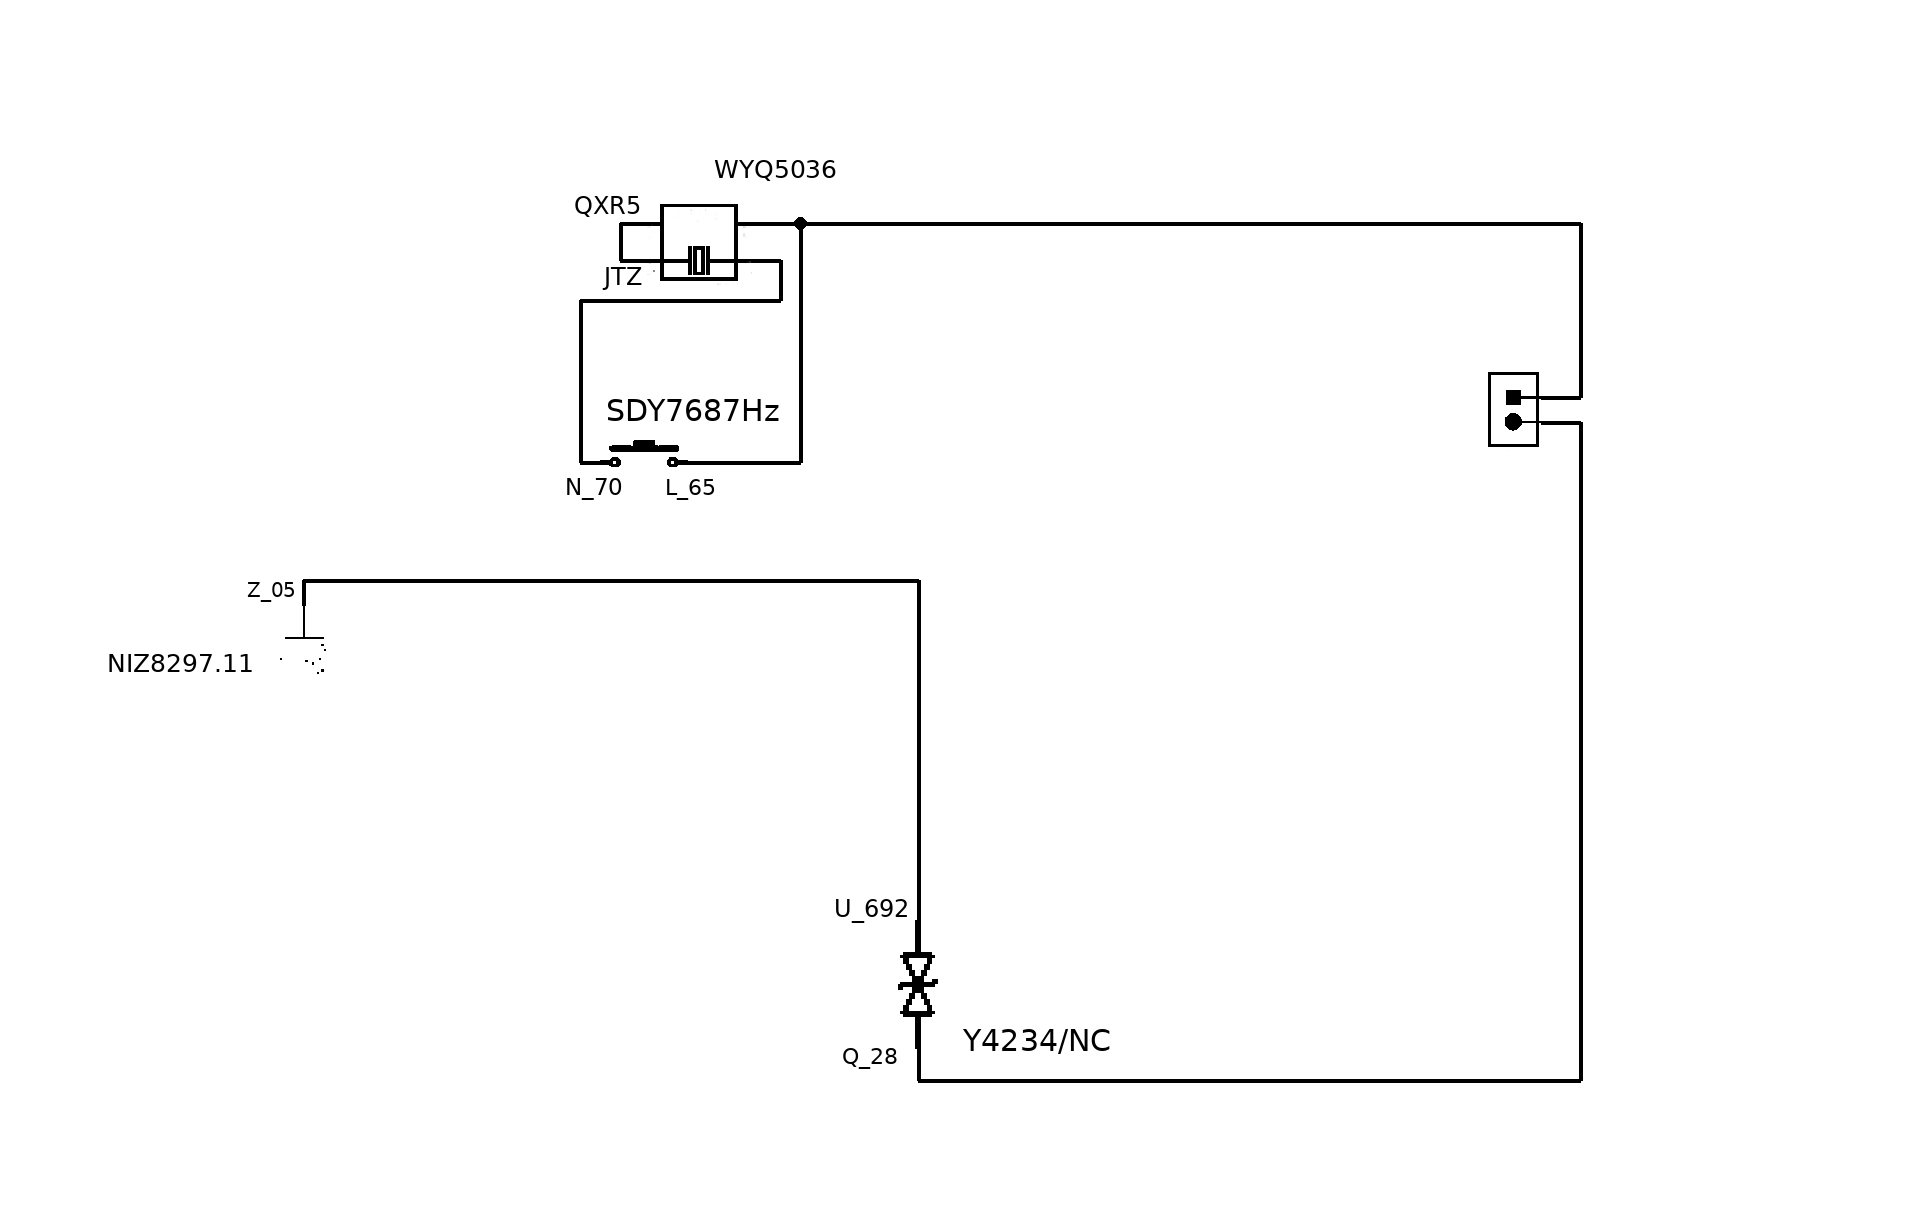 WYQ5036
QXR5
JTZ
SDY7687Hz
N_70
L_65
Z_05
NIZ8297.11
U_692
Q_28
Y4234/NC